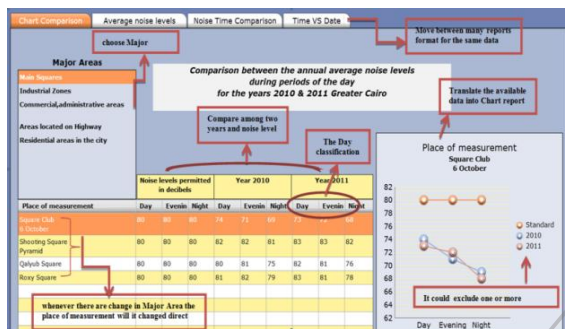 Chart Comparison Average noise levels Noise Time Comparison Time VS Date
Move between many reports
format for the same data
choose Major
Major Areas
Main Squares
Industrial Zones
Commercial,administrative areas
Areas located on Highway
Residential areas in the city
Comparison between the annual average noise levels
during periods of the day
for the years 2010 & 2011 Greater Cairo
Translate the available
data into Chart report
Compare among two
years and noise level
The Day
classification
Noise levels permitted
in decibels
Year 2010
Year 2011
Place of measurement Day Evenin Night Day Evenin Night Day Evenin Night
Square Club
6 October
80 80 80 74 71 69 73 72 68
Shooting Square
Pyramid
80 80 80 82 82 81 83 83 82
Qalyub Square 80 80 80 80 81 75 82 81 76
Roxy Square 80 80 80 81 82 79 83 81 78
whenever there are change in Major Area the
place of measurement will it changed direct
Place of measurement
Square Club
6 October
82
80
78
76
74
72
70
68
66
64
62
Day Evening Night
Standard
2010
2011
It could exclude one or more